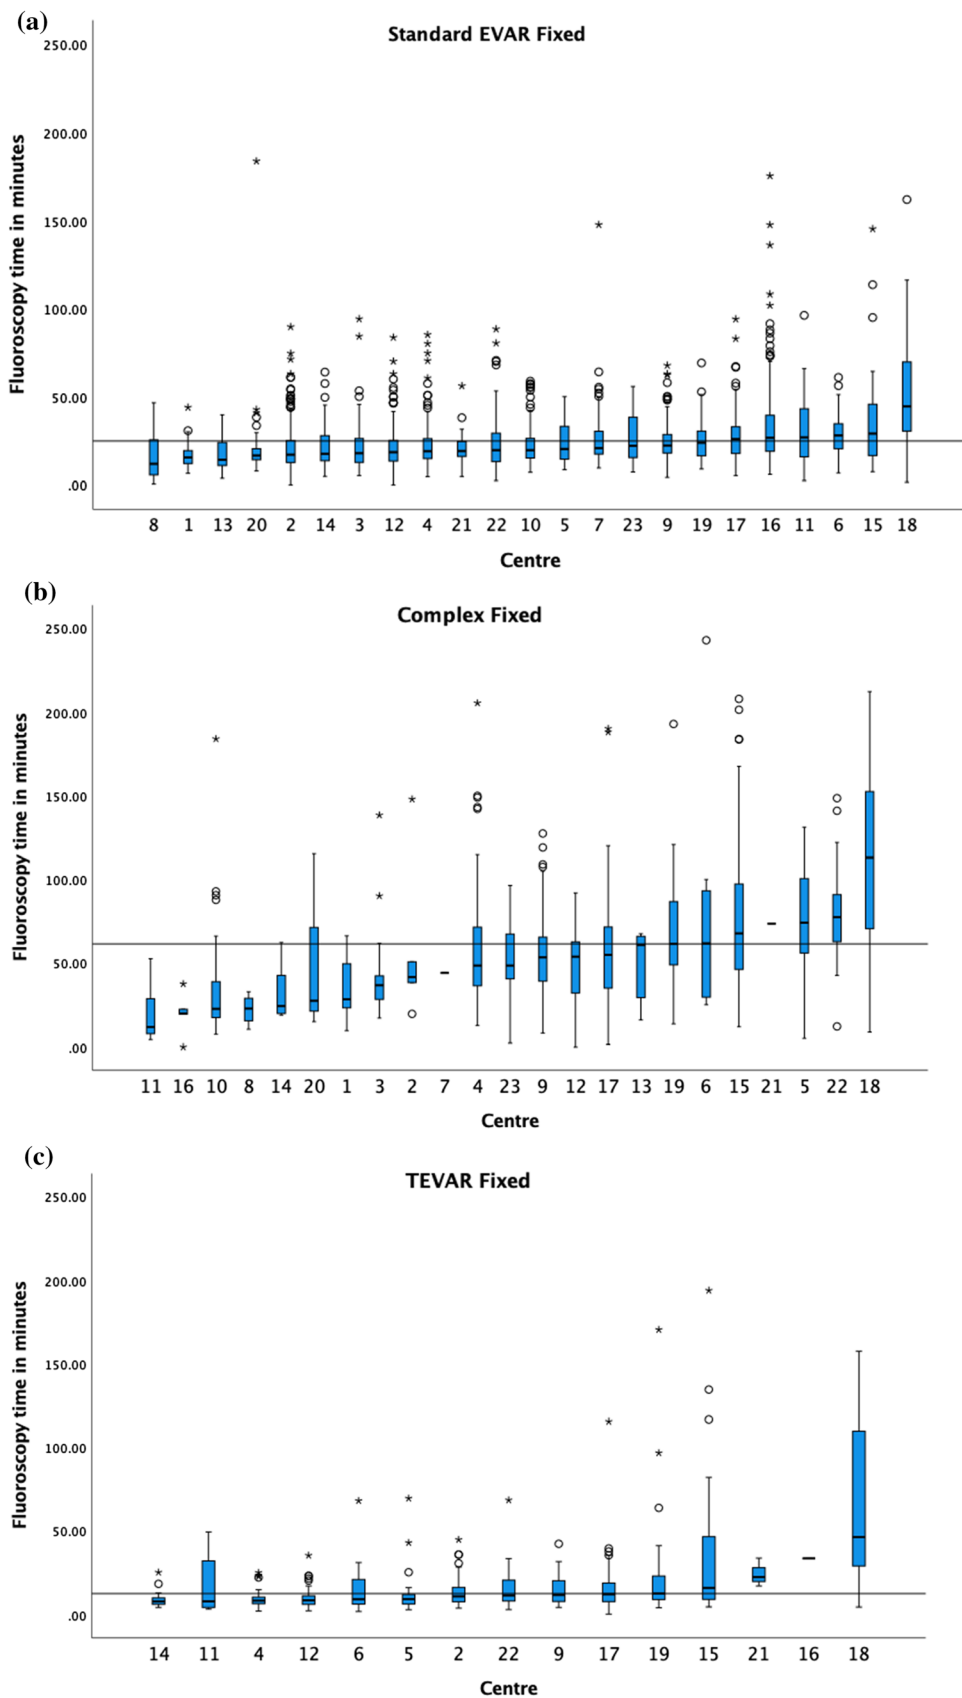 (a)
Standard EVAR Fixed
Fluoroscopy time in minutes
250.00
200.00
150.00
100.00
50.00
.00
8 1 13 20 2 14 3 12 4 21 22 10 5 7 23 9 19 17 16 11 6 15 18
Centre
(b)
Complex Fixed
Fluoroscopy time in minutes
250.00
200.00
150.00
100.00
50.00
.00
11 16 10 8 14 20 1 3 2 7 4 23 9 12 17 13 19 6 15 21 5 22 18
Centre
(c)
TEVAR Fixed
Fluoroscopy time in minutes
250.00
200.00
150.00
100.00
50.00
.00
14 11 4 12 6 5 2 22 9 17 19 15 21 16 18
Centre